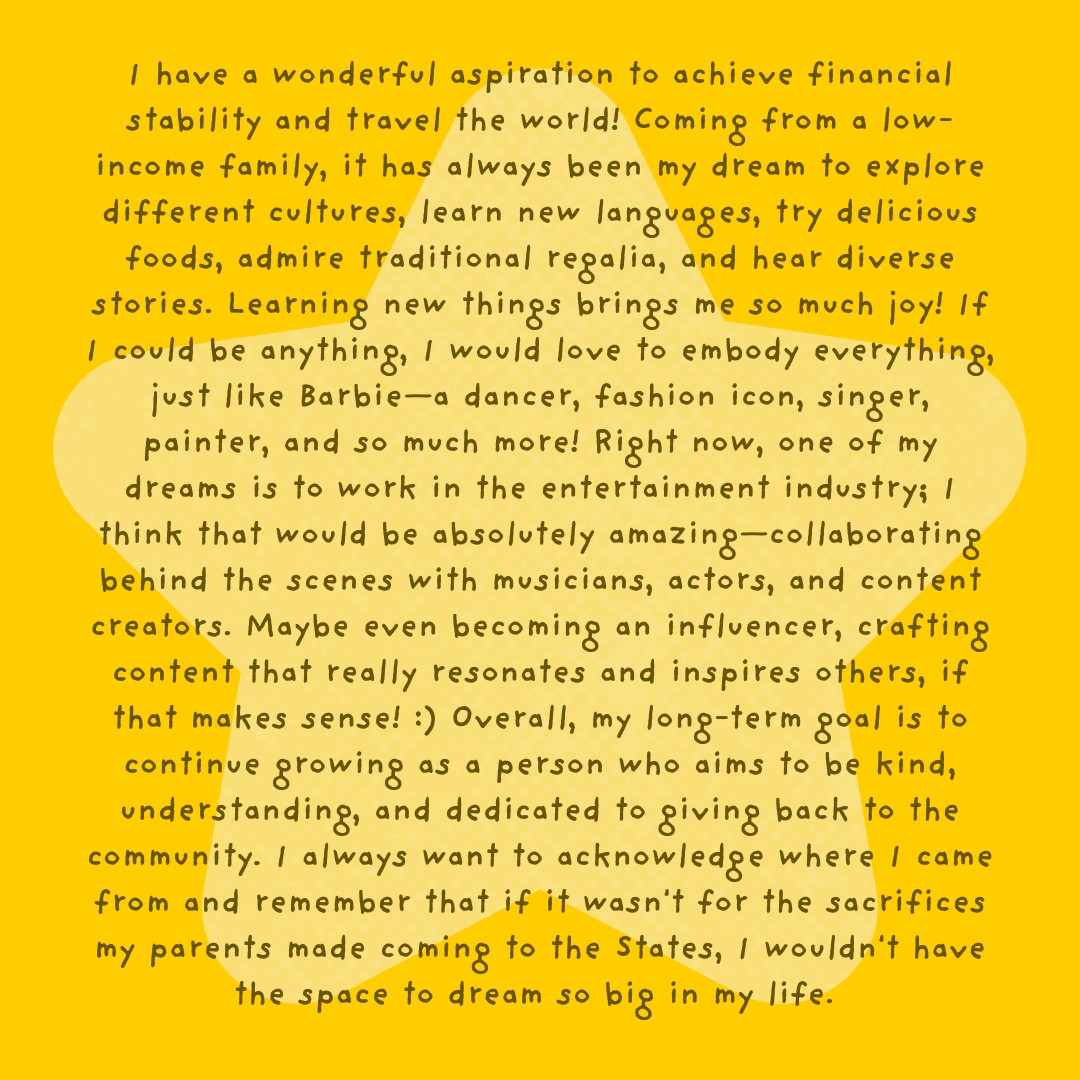 I have a wonderful aspiration to achieve financial
stability and travel the world! Coming from a low-
income family, it has always been my dream to explore
different cultures, learn new languages, try delicious
foods, admire traditional regalia, and hear diverse
stories. Learning new things brings me so much joy! If
I could be anything, I would love to embody everything,
just like Barbie—a dancer, fashion icon, singer,
painter, and so much more! Right now, one of my
dreams is to work in the entertainment industry; I
think that would be absolutely amazing—collaborating
behind the scenes with musicians, actors, and content
creators. Maybe even becoming an influencer, crafting
content that really resonates and inspires others, if
that makes sense! :) Overall, my long-term goal is to
continue growing as a person who aims to be kind,
understanding, and dedicated to giving back to the
community. I always want to acknowledge where I came
from and remember that if it wasn't for the sacrifices
my parents made coming to the States, I wouldn't have
the space to dream so big in my life.